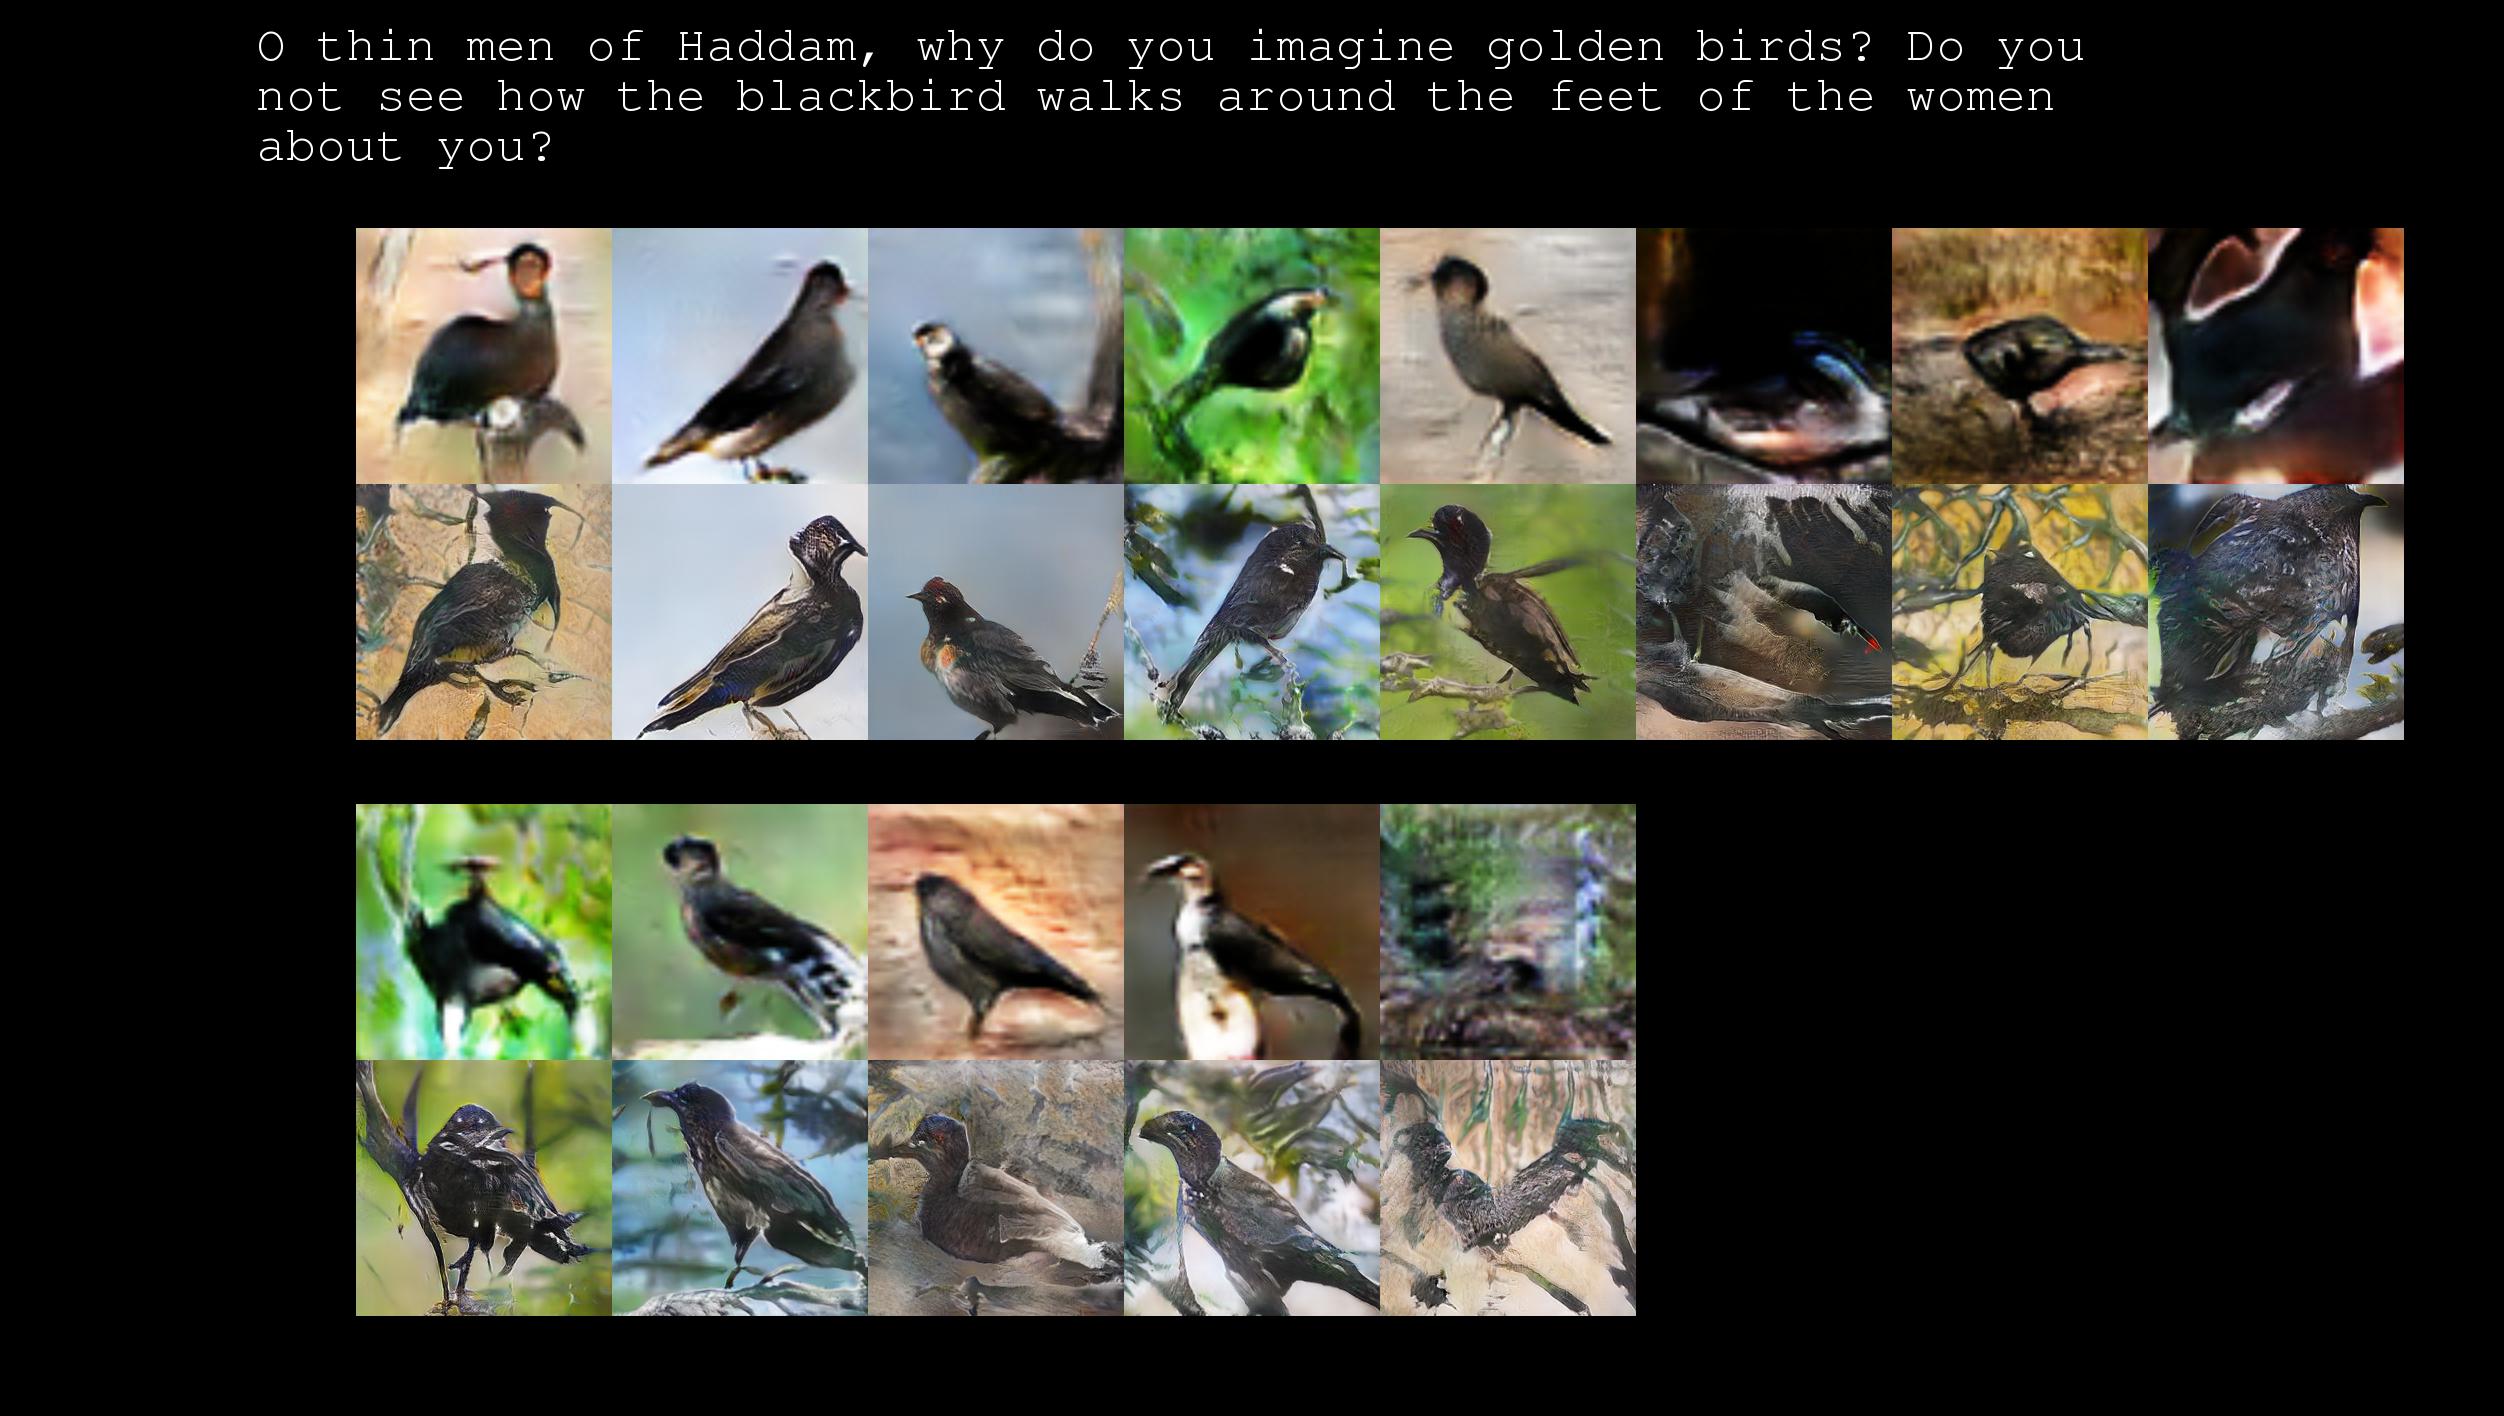 O thin men of Haddam, why do you imagine golden birds? Do you
not see how the blackbird walks around the feet of the women
about you?